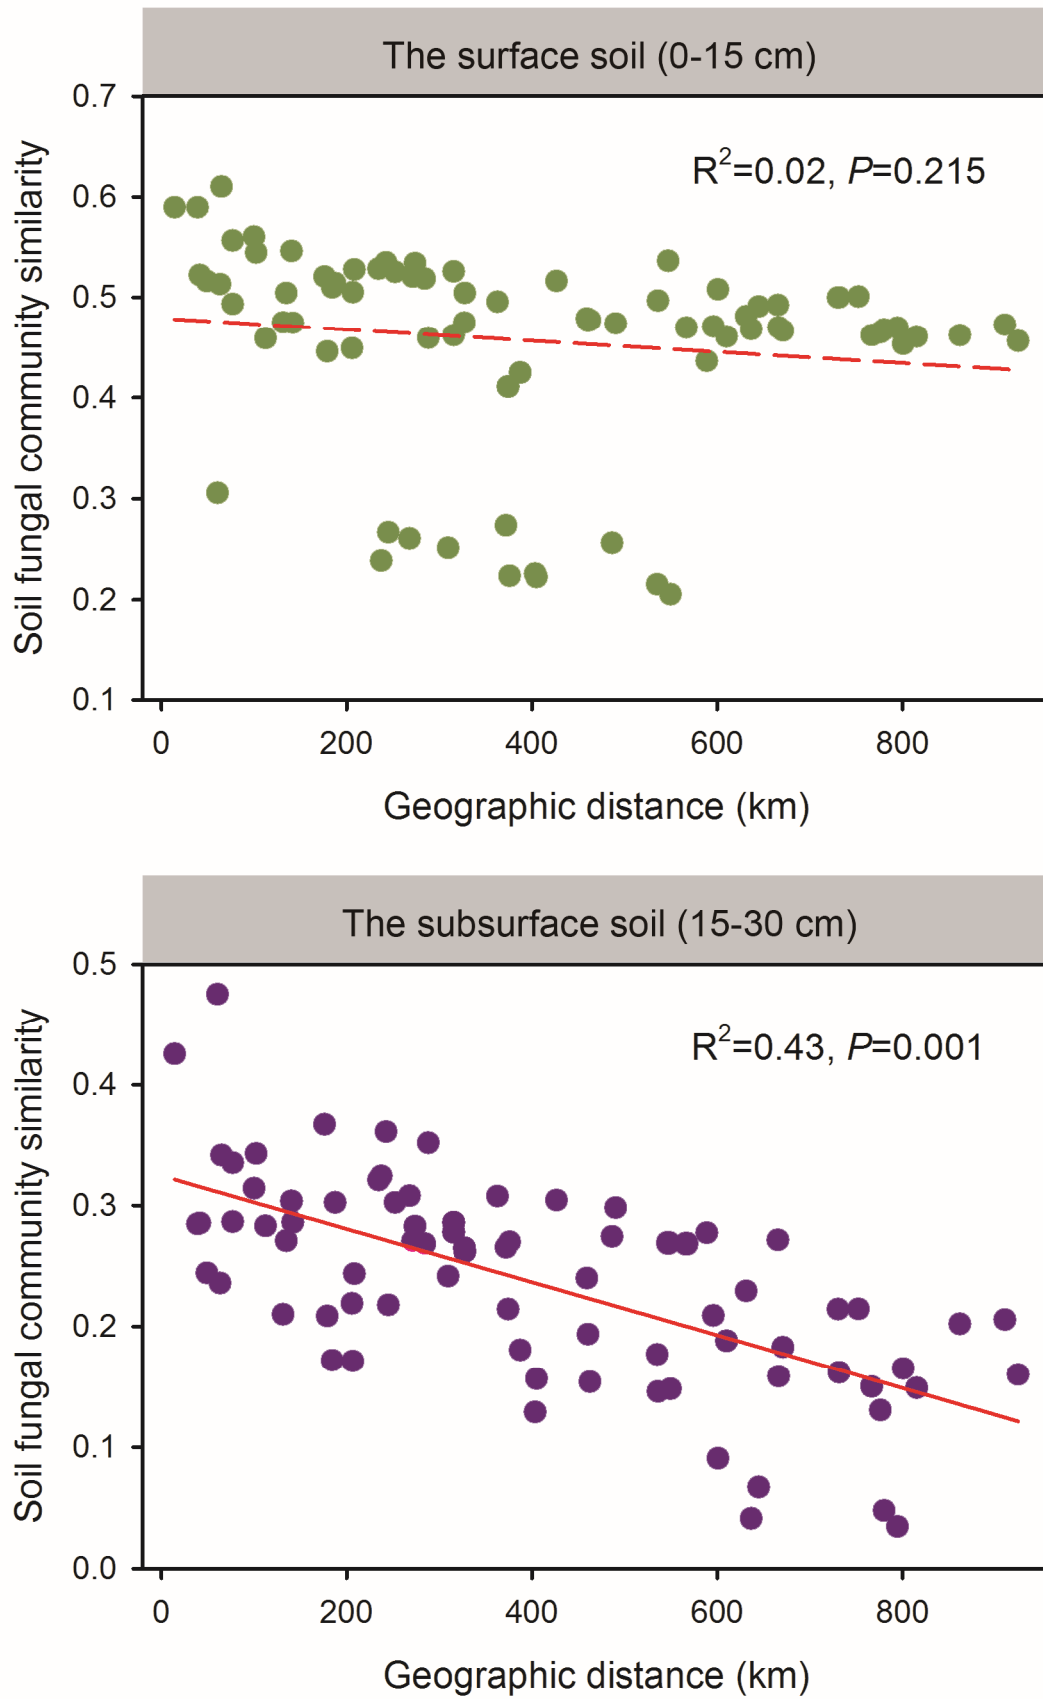 The surface soil (0-15 cm)
R²=0.02, P=0.215
Soil fungal community similarity
0.7
0.6
0.5
0.4
0.3
0.2
0.1
0 200 400 600 800
Geographic distance (km)
The subsurface soil (15-30 cm)
R²=0.43, P=0.001
Soil fungal community similarity
0.5
0.4
0.3
0.2
0.1
0.0
0 200 400 600 800
Geographic distance (km)